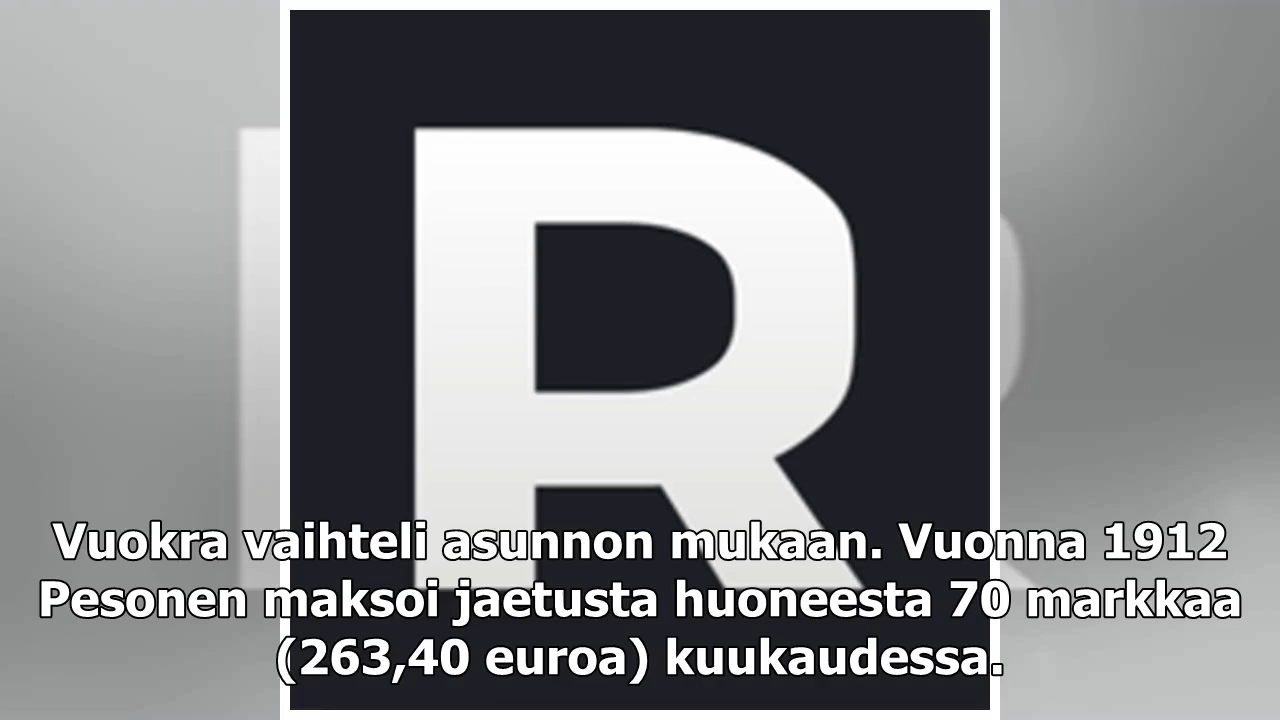 R
Vuokra vaihteli asunnon mukaan. Vuonna 1912
Pesonen maksoi jaetusta huoneesta 70 markkaa
(263,40 euroa) kuukaudessa.